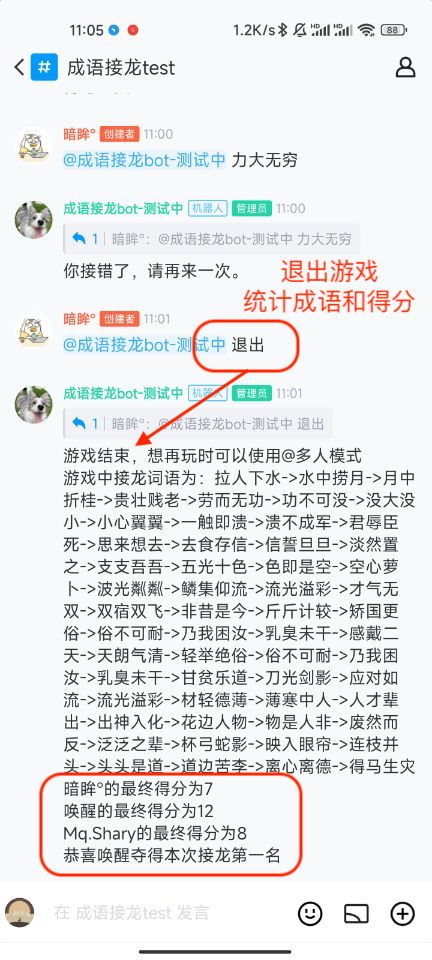 11:05
1.2K/s
HD
HD
88
#
成语接龙test
暗眸° 创建者 11:00
@成语接龙bot-测试中 力大无穷
成语接龙bot-测试中 机器人 管理员 11:00
1 | 暗眸°：@成语接龙bot-测试中 力大无穷
你接错了，请再来一次。
退出游戏
统计成语和得分
暗眸° 创建者 11:01
@成语接龙bot-测试中 退出
成语接龙bot-测试中 机器人 管理员 11:01
1 | 暗眸°：@成语接龙bot-测试中 退出
游戏结束，想再玩时可以使用@多人模式
游戏中接龙词语为：拉人下水->水中捞月->月中
折桂->贵壮贱老->劳而无功->功不可没->没大没
小->小心翼翼->一触即溃->溃不成军->君辱臣
死->思来想去->去食存信->信誓旦旦->淡然置
之->支支吾吾->五光十色->色即是空->空心萝
卜->波光粼粼->鳞集仰流->流光溢彩->才气无
双->双宿双飞->非昔是今->斤斤计较->矫国更
俗->俗不可耐->乃我困汝->乳臭未干->感戴二
天->天朗气清->轻举绝俗->俗不可耐->乃我困
汝->乳臭未干->甘贫乐道->刀光剑影->应对如
流->流光溢彩->材轻德薄->薄寒中人->人才辈
出->出神入化->花边人物->物是人非->废然而
反->泛泛之辈->杯弓蛇影->映入眼帘->连枝并
头->头头是道->道边苦李->离心离德->得马生灾
暗眸°的最终得分为7
唤醒的最终得分为12
Mq.Shary的最终得分为8
恭喜唤醒夺得本次接龙第一名
在 成语接龙test 发言